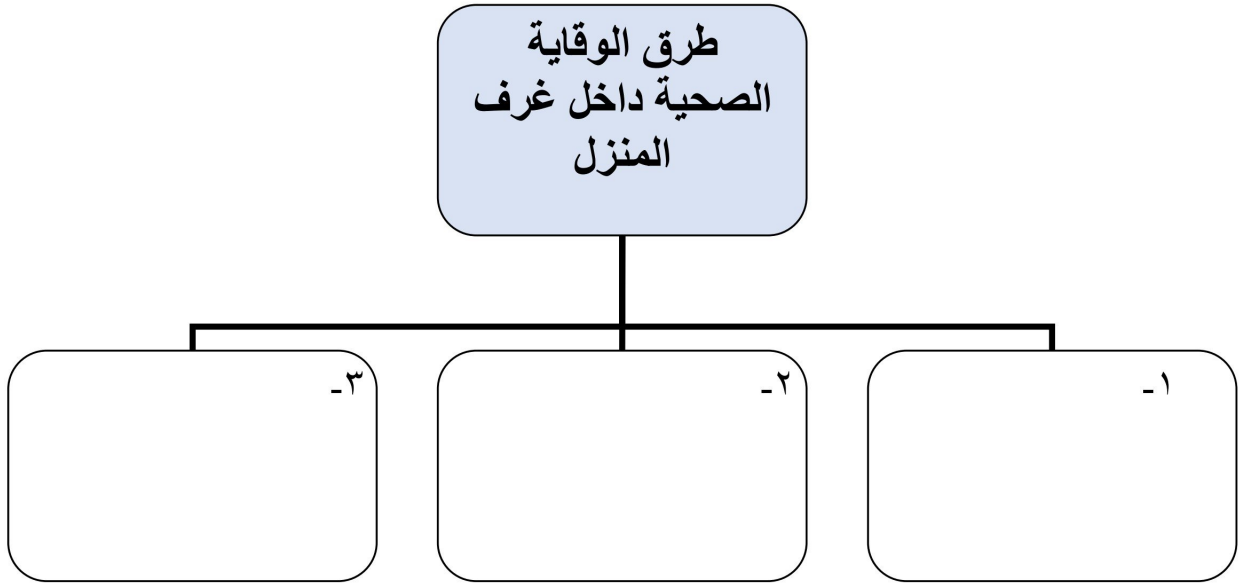 طرق الوقاية
الصحية داخل غرف
المنزل
١-
٢-
٣-